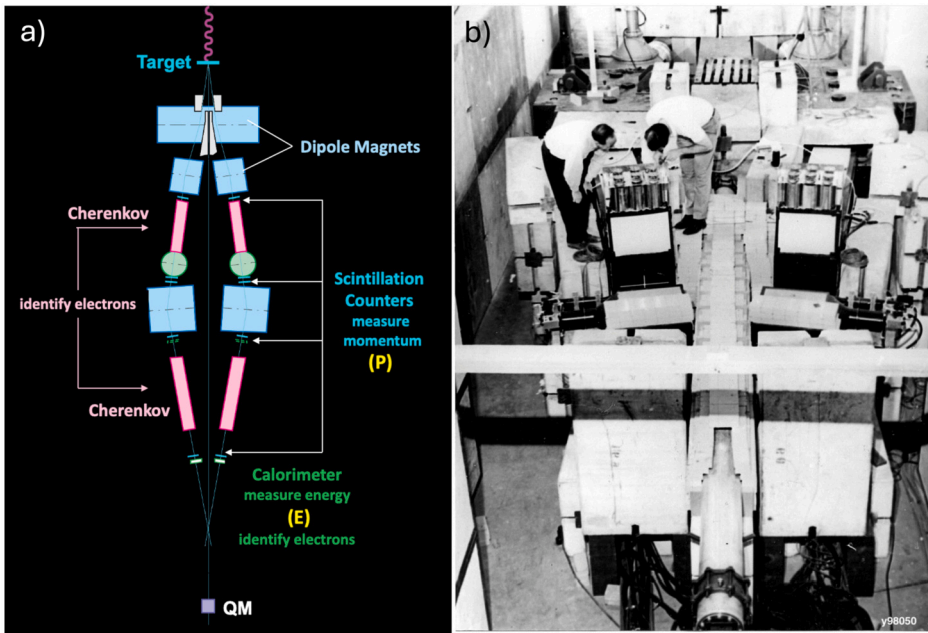 a)
Target
Dipole Magnets
Cherenkov
identify electrons
Scintillation
Counters
measure
momentum
(P)
Cherenkov
Calorimeter
measure energy
(E)
identify electrons
QM
b)
y98050